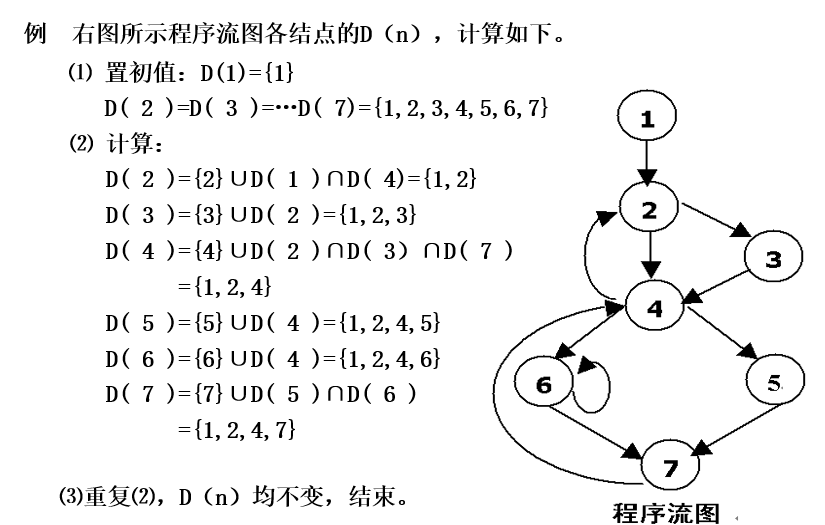 例 右图所示程序流图各结点的D（n），计算如下。
⑴ 置初值：D(1)={1}
D( 2 )=D( 3 )=…D( 7)={1,2,3,4,5,6,7}
⑵ 计算：
D( 2 )={2}∪D( 1 )∩D( 4)={1,2}
D( 3 )={3}∪D( 2 )={1,2,3}
D( 4 )={4}∪D( 2 )∩D( 3) ∩D( 7 )
={1,2,4}
D( 5 )={5}∪D( 4 )={1,2,4,5}
D( 6 )={6}∪D( 4 )={1,2,4,6}
D( 7 )={7}∪D( 5 )∩D( 6 )
={1,2,4,7}
⑶重复⑵，D（n）均不变，结束。
1
2
3
4
6
5
7
程序流图